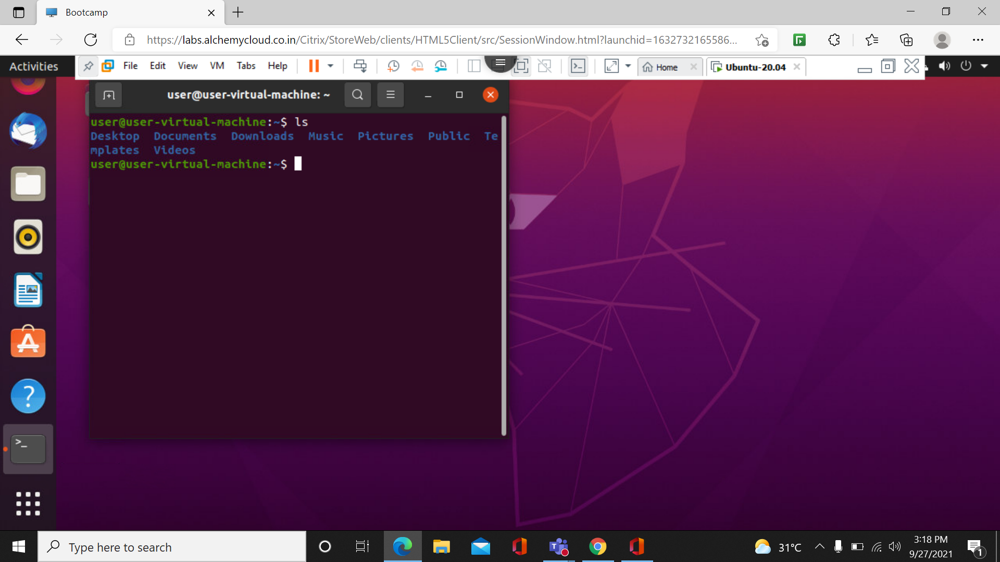 Bootcamp
https://labs.alchemycloud.co.in/Citrix/StoreWeb/clients/HTML5Client/src/SessionWindow.html?launchid=1632732165586...
Activities File Edit View VM Tabs Help Home Ubuntu-20.04
user@user-virtual-machine: ~
user@user-virtual-machine:~$ ls
Desktop Documents Downloads Music Pictures Public Te
mplates Videos
user@user-virtual-machine:~$
Type here to search
31°C
3:18 PM
9/27/2021
1